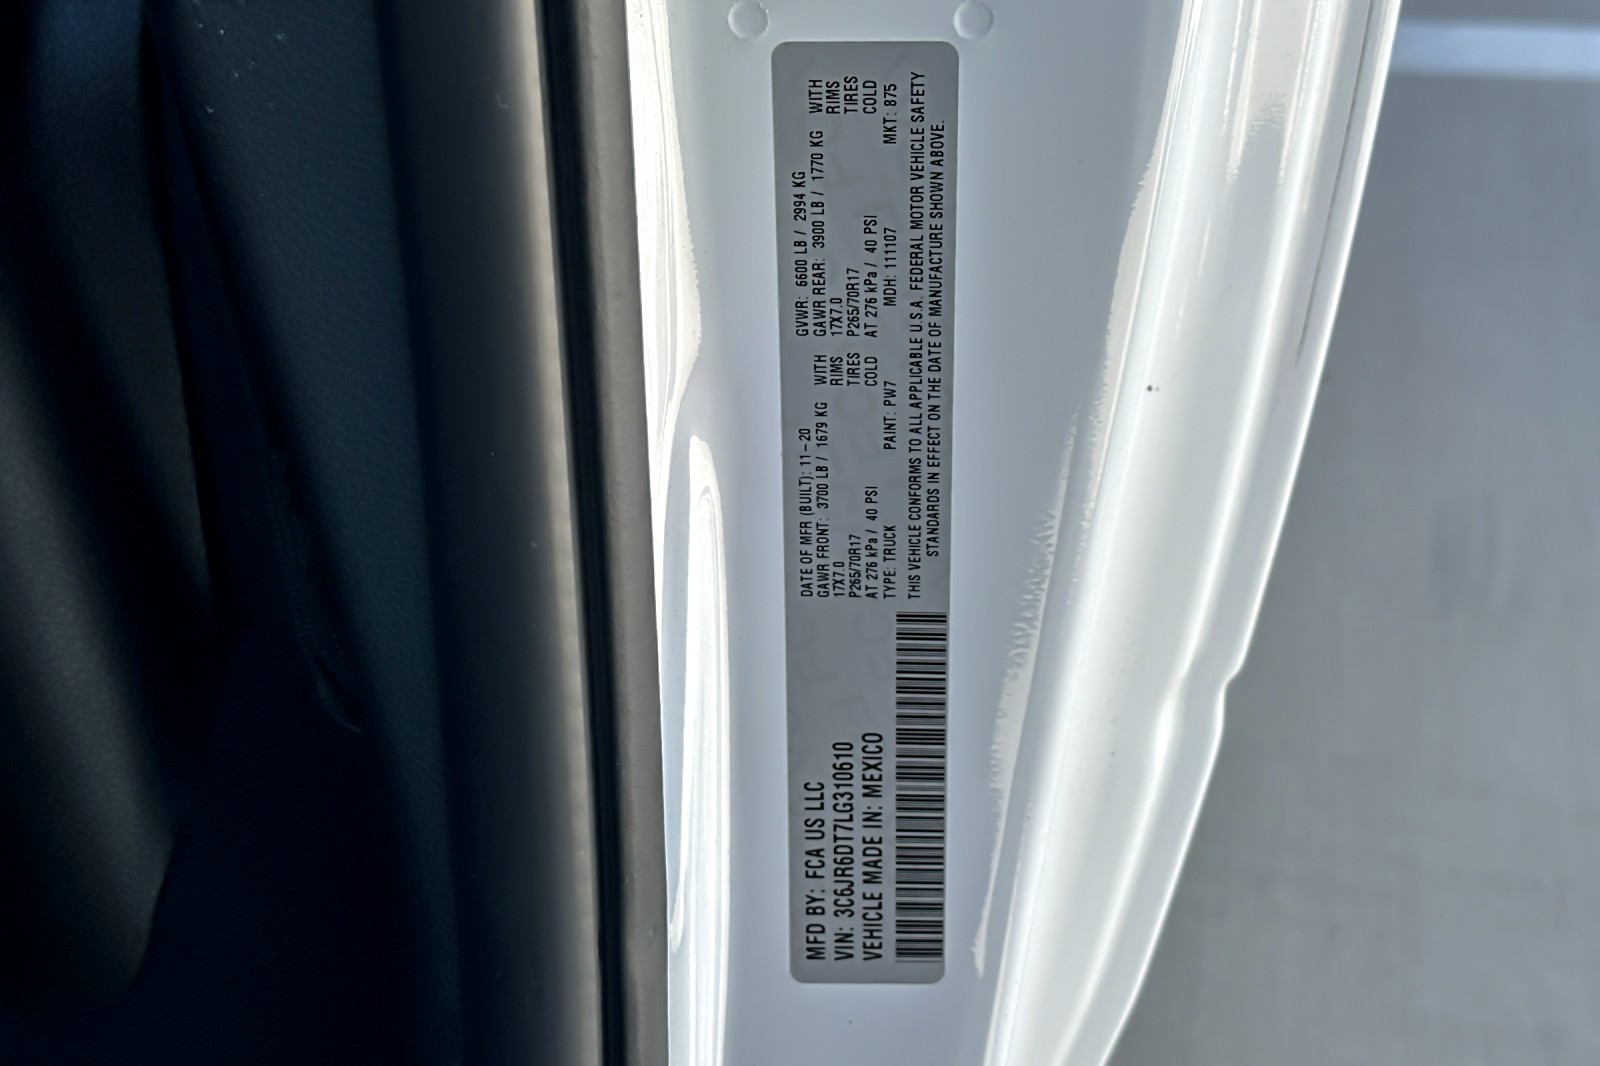 MFD BY: FCA US LLC
VIN: 3C6JR6DT7LG310610
VEHICLE MADE IN: MEXICO
DATE OF MFR (BUILT): 11-20 GVWR: 6600 LB / 2994 KG
GAWR FRONT: 3700 LB / 1679 KG WITH GAWR REAR: 3900 LB / 1770 KG WITH
17X7.0 RIMS 17X7.0 RIMS
P265/70R17 TIRES P265/70R17 TIRES
AT 276 kPa / 40 PSI COLD AT 276 kPa / 40 PSI COLD
TYPE: TRUCK PAINT: PW7 MDH: 111107 MKT: 875
THIS VEHICLE CONFORMS TO ALL APPLICABLE U.S.A. FEDERAL MOTOR VEHICLE SAFETY
STANDARDS IN EFFECT ON THE DATE OF MANUFACTURE SHOWN ABOVE.